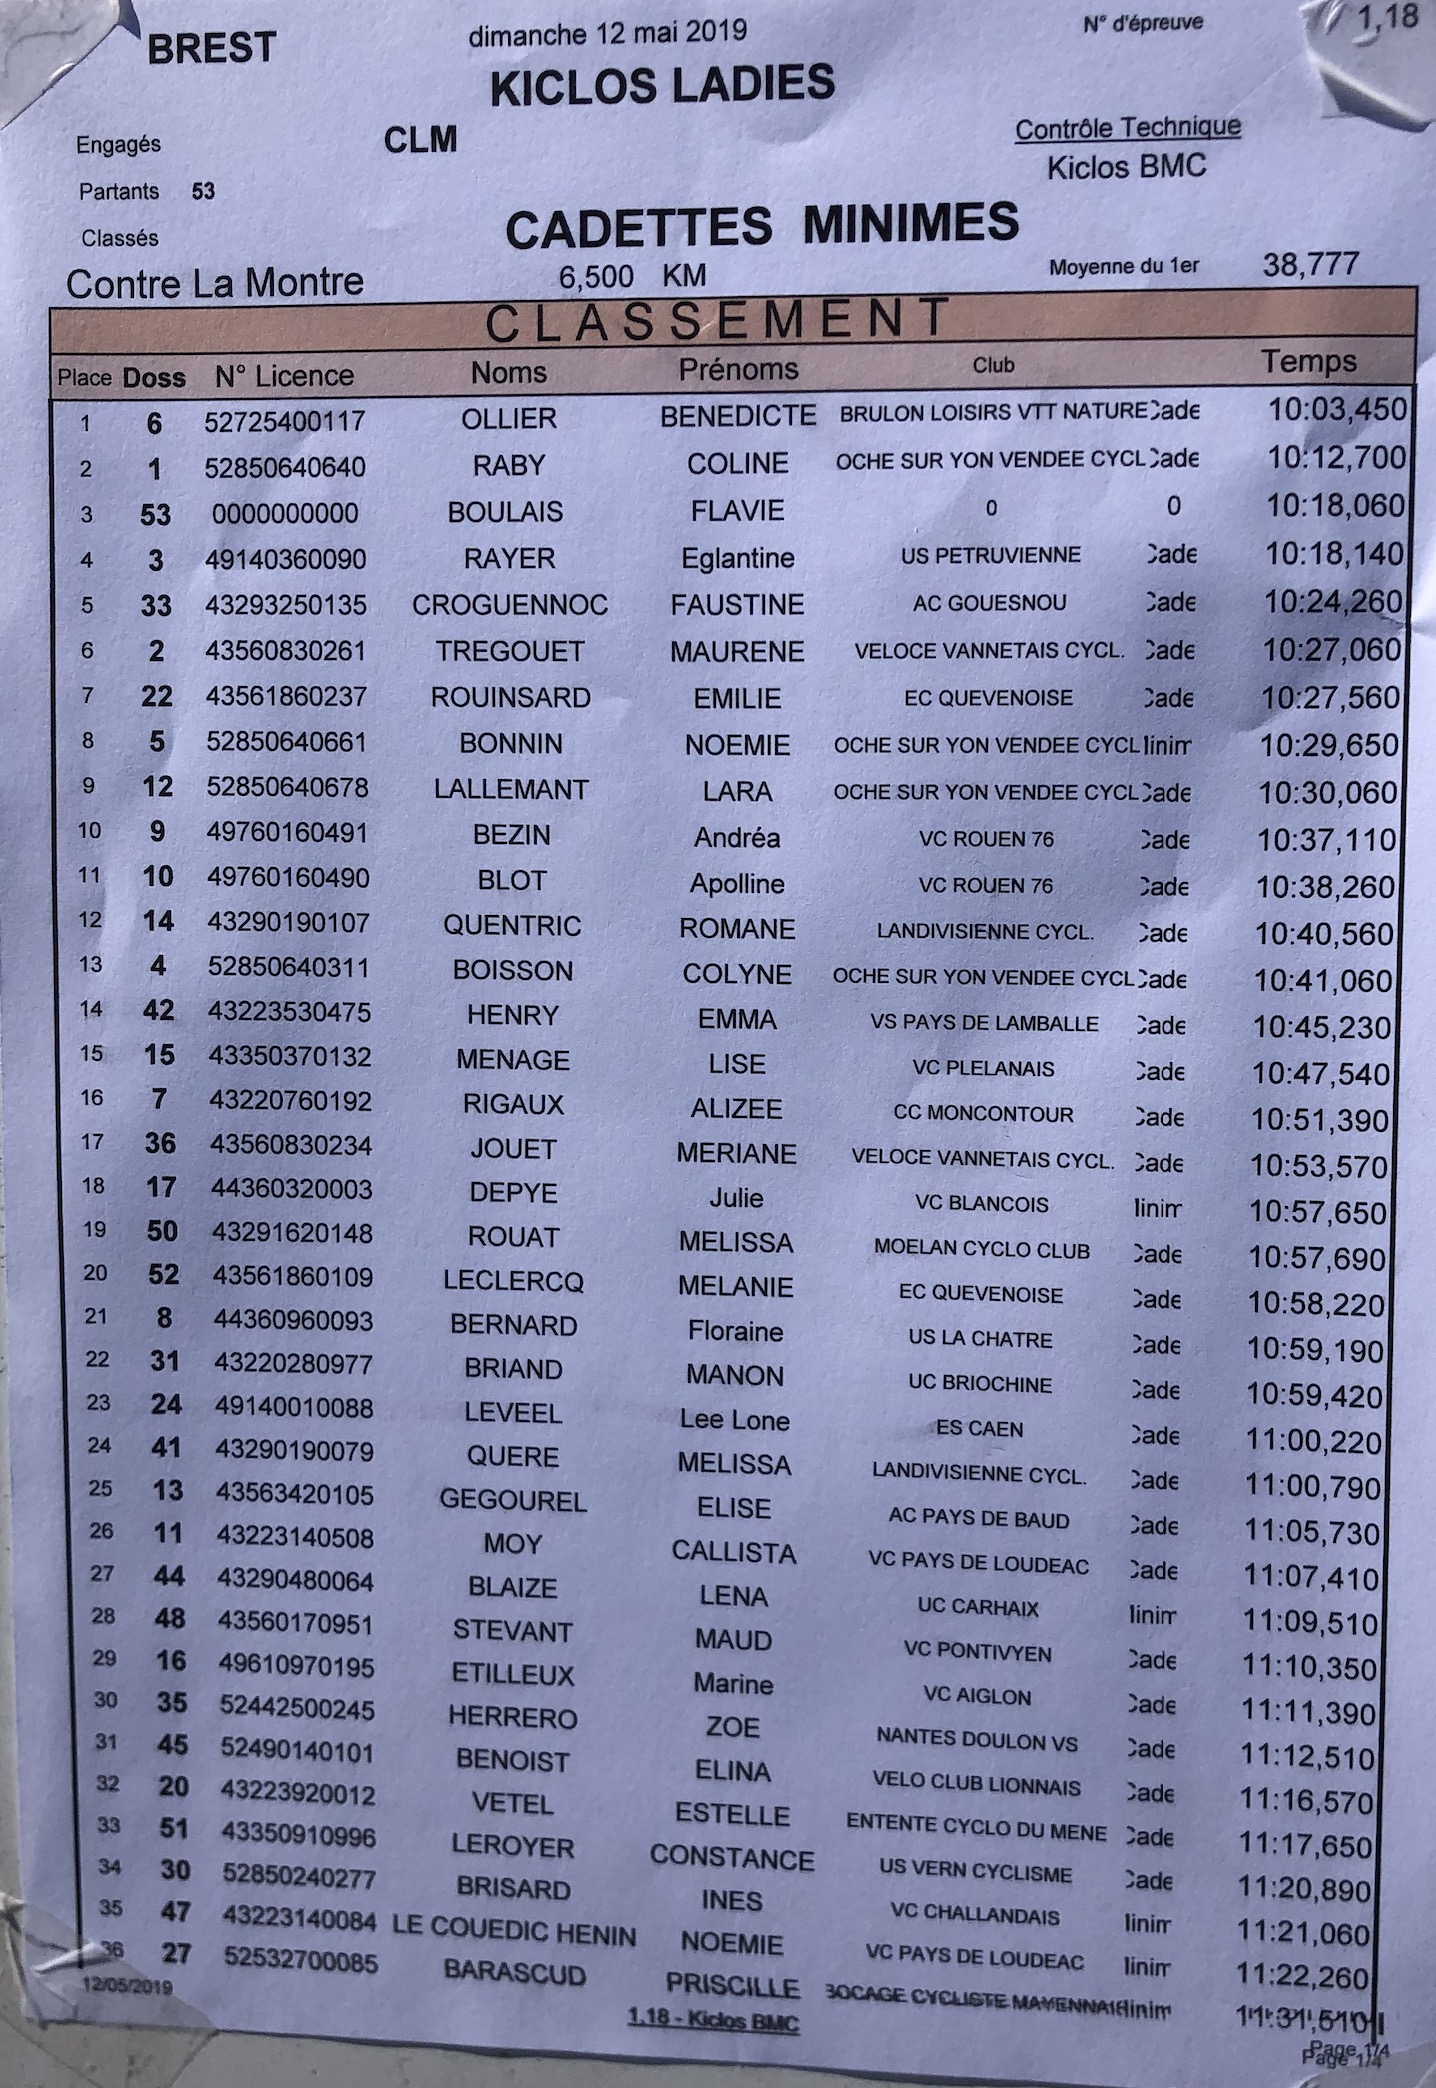 BREST dimanche 12 mai 2019 N° d'épreuve 1,18
KICLOS LADIES
Engagés CLM Contrôle Technique
Partants 53 Kiclos BMC
Classés CADETTES MINIMES
Contre La Montre 6,500 KM Moyenne du 1er 38,777
CLASSEMENT
Place Doss N° Licence Noms Prénoms Club Temps
1 6 52725400117 OLLIER BENEDICTE BRULON LOISIRS VTT NATURE Cade 10:03,450
2 1 52850640640 RABY COLINE OCHE SUR YON VENDEE CYCL Cade 10:12,700
3 53 0000000000 BOULAIS FLAVIE 0 0 10:18,060
4 3 49140360090 RAYER Eglantine US PETRUVIENNE Cade 10:18,140
5 33 43293250135 CROGUENNOC FAUSTINE AC GOUESNOU Cade 10:24,260
6 2 43560830261 TREGOUET MAURENE VELOCE VANNETAIS CYCL. Cade 10:27,060
7 22 43561860237 ROUINSARD EMILIE EC QUEVENOISE Cade 10:27,560
8 5 52850640661 BONNIN NOEMIE OCHE SUR YON VENDEE CYCL linim 10:29,650
9 12 52850640678 LALLEMANT LARA OCHE SUR YON VENDEE CYCL Cade 10:30,060
10 9 49760160491 BEZIN Andréa VC ROUEN 76 Cade 10:37,110
11 10 49760160490 BLOT Apolline VC ROUEN 76 Cade 10:38,260
12 14 43290190107 QUENTRIC ROMANE LANDIVISIENNE CYCL. Cade 10:40,560
13 4 52850640311 BOISSON COLYNE OCHE SUR YON VENDEE CYCL Cade 10:41,060
14 42 43223530475 HENRY EMMA VS PAYS DE LAMBALLE Cade 10:45,230
15 15 43350370132 MENAGE LISE VC PLELANAIS Cade 10:47,540
16 7 43220760192 RIGAUX ALIZEE CC MONCONTOUR Cade 10:51,390
17 36 43560830234 JOUET MERIANE VELOCE VANNETAIS CYCL. Cade 10:53,570
18 17 44360320003 DEPYE Julie VC BLANCOIS linim 10:57,650
19 50 43291620148 ROUAT MELISSA MOELAN CYCLO CLUB Cade 10:57,690
20 52 43561860109 LECLERCQ MELANIE EC QUEVENOISE Cade 10:58,220
21 8 44360960093 BERNARD Floraine US LA CHATRE Cade 10:59,190
22 31 43220280977 BRIAND MANON UC BRIOCHINE Cade 10:59,420
23 24 49140010088 LEVEEL Lee Lone ES CAEN Cade 11:00,220
24 41 43290190079 QUERE MELISSA LANDIVISIENNE CYCL. Cade 11:00,790
25 13 43563420105 GEGOUREL ELISE AC PAYS DE BAUD Cade 11:05,730
26 11 43223140508 MOY CALLISTA VC PAYS DE LOUDEAC Cade 11:07,410
27 44 43290480064 BLAIZE LENA UC CARHAIX linim 11:09,510
28 48 43560170951 STEVANT MAUD VC PONTIVYEN Cade 11:10,350
29 16 49610970195 ETILLEUX Marine VC AIGLON Cade 11:11,390
30 35 52442500245 HERRERO ZOE NANTES DOULON VS Cade 11:12,510
31 45 52490140101 BENOIST ELINA VELO CLUB LIONNAIS Cade 11:16,570
32 20 43223920012 VETEL ESTELLE ENTENTE CYCLO DU MENE Cade 11:17,650
33 51 43350910996 LEROYER CONSTANCE US VERN CYCLISME Cade 11:20,890
34 30 52850240277 BRISARD INES VC CHALLANDAIS linim 11:21,060
35 47 43223140084 LE COUEDIC HENIN NOEMIE VC PAYS DE LOUDEAC linim 11:22,260
36 27 52532700085 BARASCUD PRISCILLE BOCAGE CYCLISTE MAYENNAIS linim 11:31,510
12/05/2019 1,18 - Kiclos BMC Page 1/4